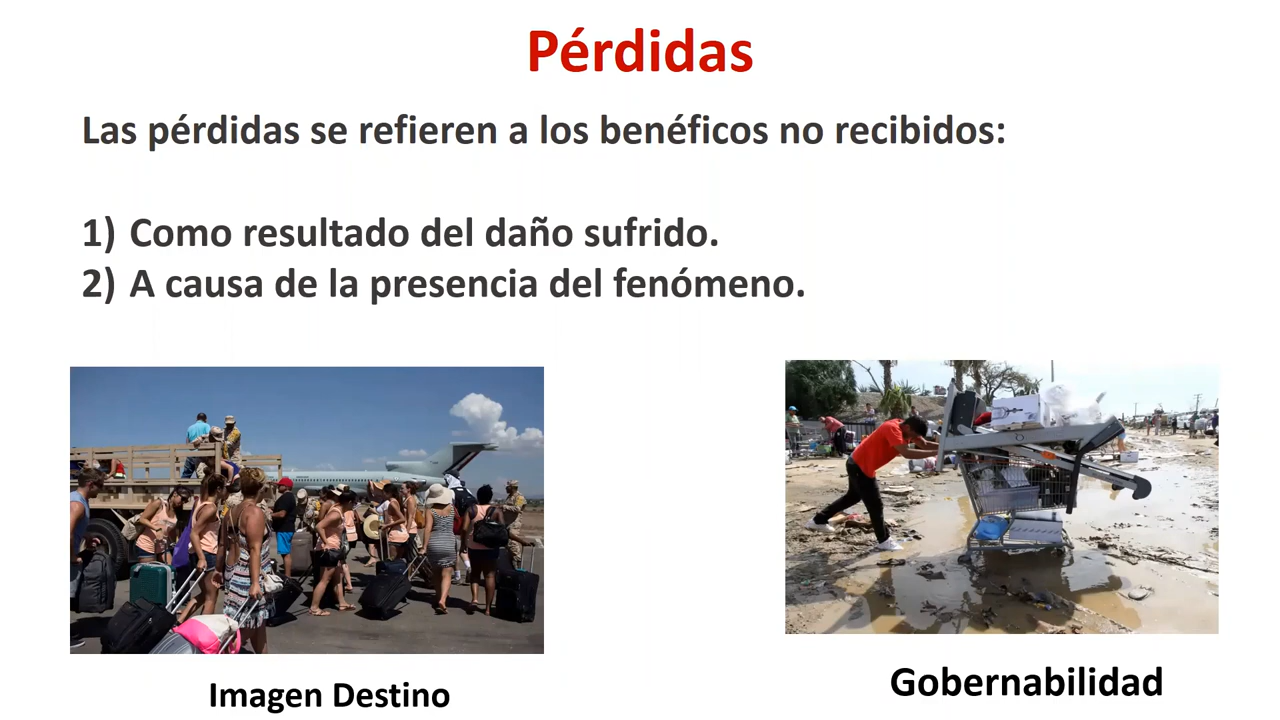 Pérdidas
Las pérdidas se refieren a los benéficos no recibidos:
1) Como resultado del daño sufrido.
2) A causa de la presencia del fenómeno.
Imagen Destino
Gobernabilidad